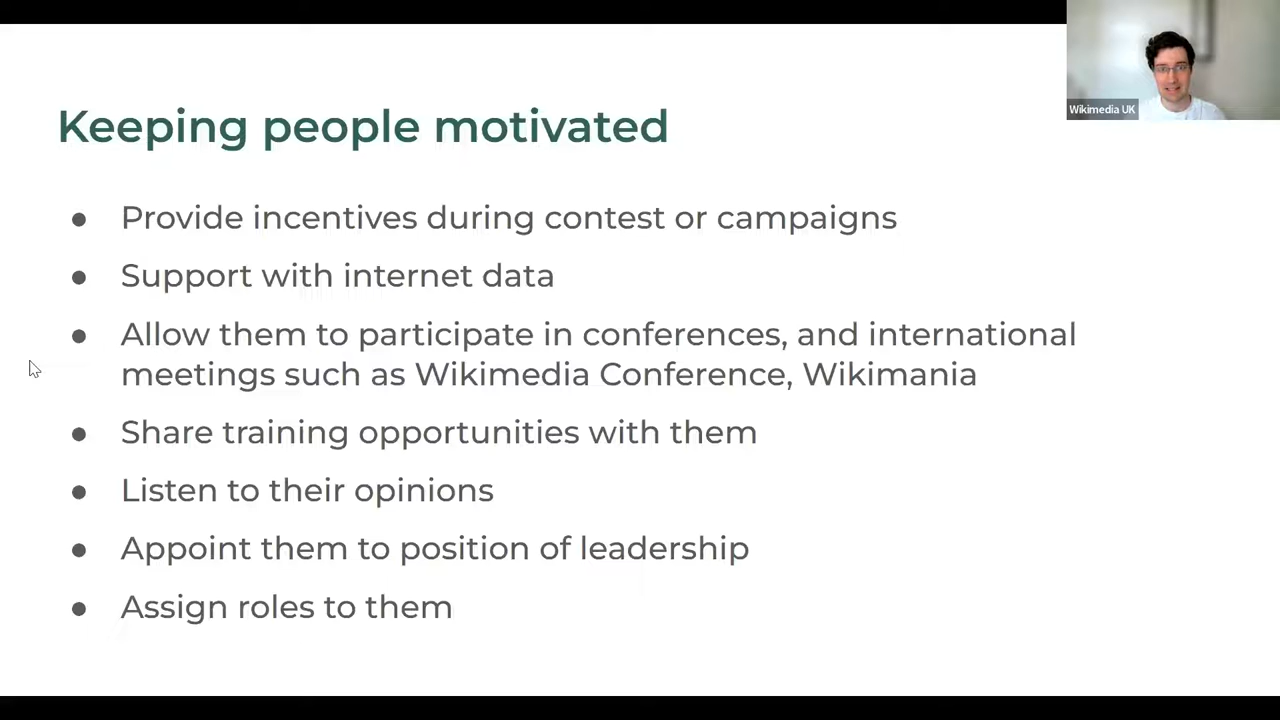 Keeping people motivated
Wikimedia UK
● Provide incentives during contest or campaigns
● Support with internet data
● Allow them to participate in conferences, and international
meetings such as Wikimedia Conference, Wikimania
● Share training opportunities with them
● Listen to their opinions
● Appoint them to position of leadership
● Assign roles to them